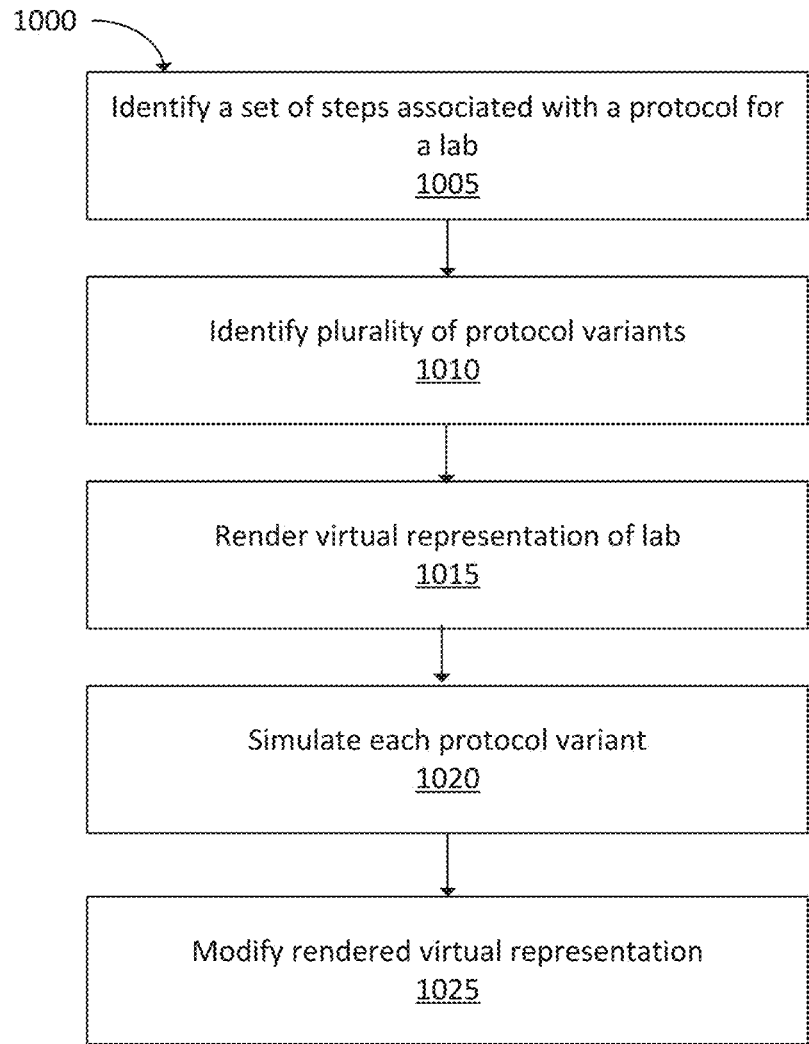 1000
Identify a set of steps associated with a protocol for
a lab
1005
Identify plurality of protocol variants
1010
Render virtual representation of lab
1015
Simulate each protocol variant
1020
Modify rendered virtual representation
1025